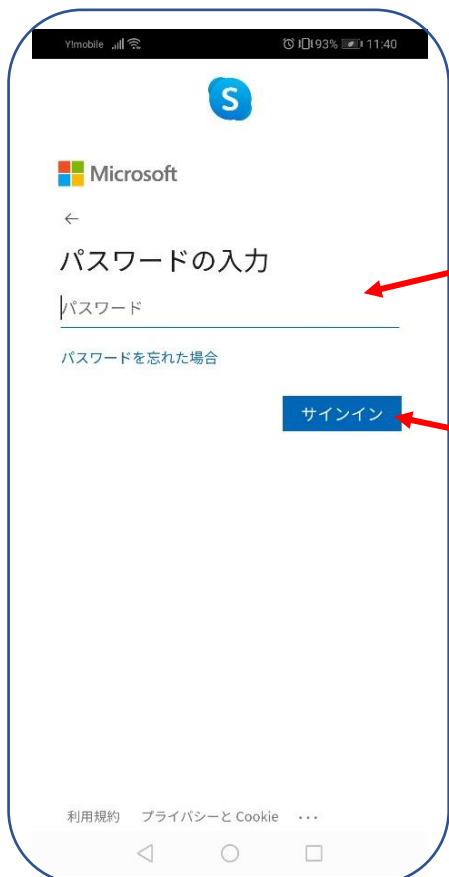 Y!mobile 93% 11:40
S
Microsoft
←
パスワードの入力
パスワード
パスワードを忘れた場合
サインイン
利用規約 プライバシーと Cookie ...